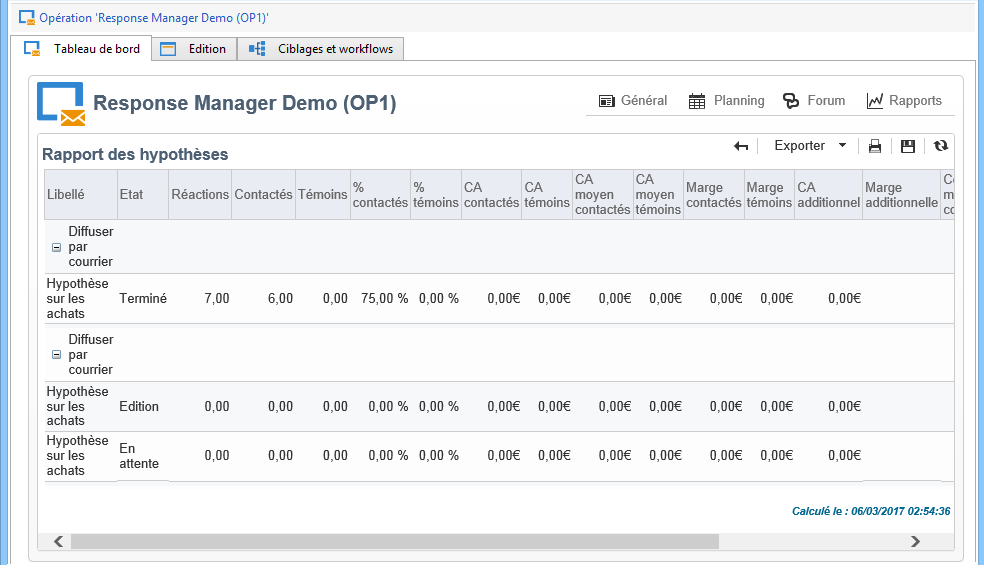 Opération 'Response Manager Demo (OP1)'
Tableau de bord Edition Ciblages et workflows
Response Manager Demo (OP1) Général Planning Forum Rapports
Exporter
Rapport des hypothèses
Libellé Etat Réactions Contactés Témoins % contactés % témoins CA contactés CA témoins CA moyen contactés CA moyen témoins Marge contactés Marge témoins CA additionnel Marge additionnelle
Diffuser
par
courrier
Hypothèse
sur les
achats
Terminé 7,00 6,00 0,00 75,00 % 0,00 % 0,00€ 0,00€ 0,00€ 0,00€ 0,00€ 0,00€ 0,00€
Diffuser
par
courrier
Hypothèse
sur les
achats
Edition 0,00 0,00 0,00 0,00 % 0,00 % 0,00€ 0,00€ 0,00€ 0,00€ 0,00€ 0,00€ 0,00€
Hypothèse
sur les
achats
En
attente
0,00 0,00 0,00 0,00 % 0,00 % 0,00€ 0,00€ 0,00€ 0,00€ 0,00€ 0,00€ 0,00€
Calculé le : 06/03/2017 02:54:36